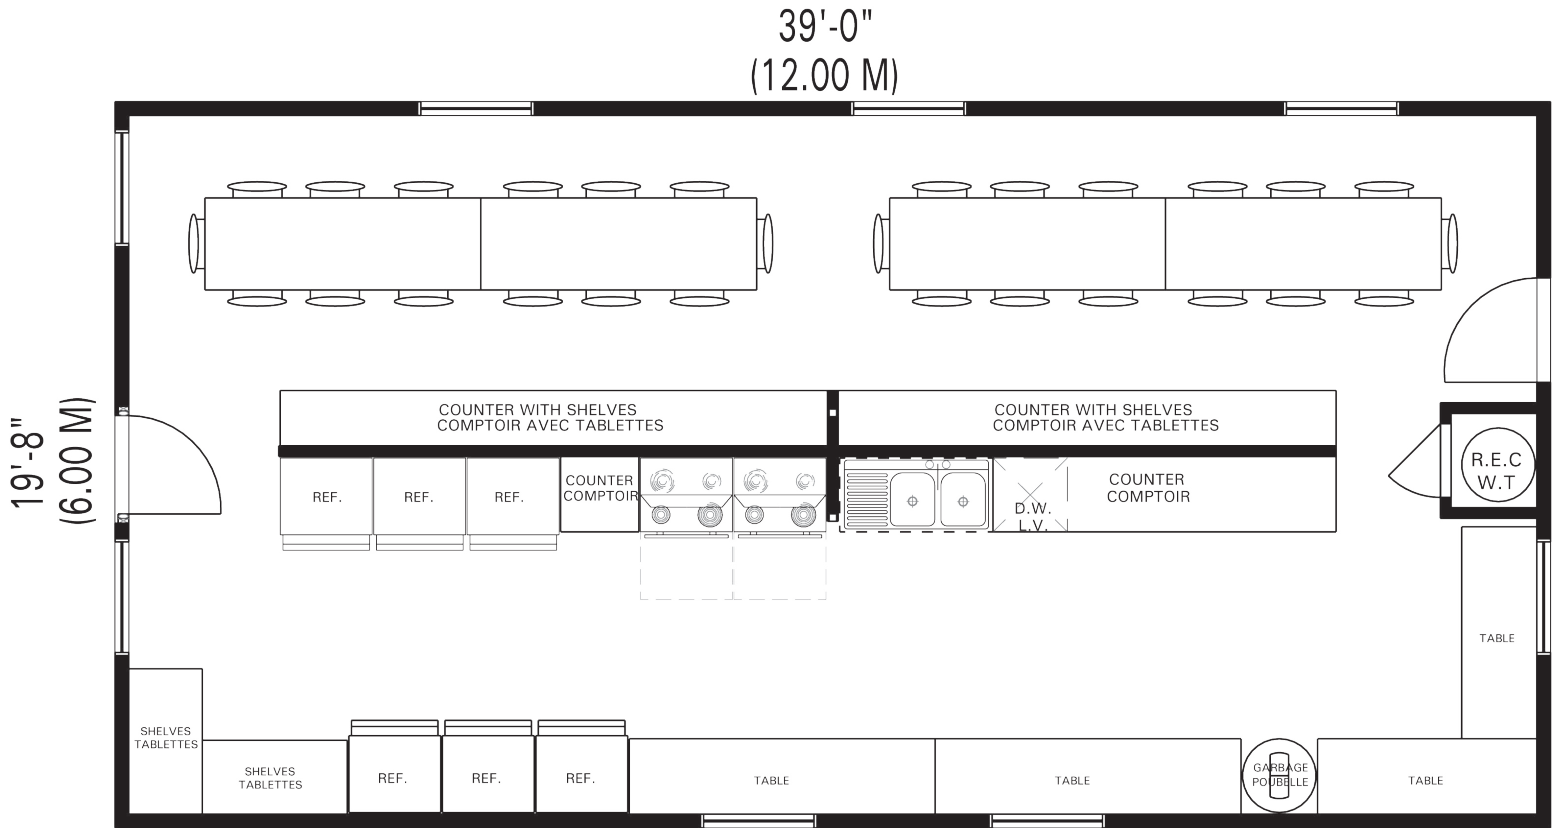 39'-0"
(12.00 M)
19'-8"
(6.00 M)
COUNTER WITH SHELVES
COMPTOIR AVEC TABLETTES
COUNTER WITH SHELVES
COMPTOIR AVEC TABLETTES
REF.
REF.
REF.
COUNTER
COMPTOIR
D.W.
L.V.
COUNTER
COMPTOIR
R.E.C
W.T
TABLE
SHELVES
TABLETTES
SHELVES
TABLETTES
REF.
REF.
REF.
TABLE
TABLE
GARBAGE
POUBELLE
TABLE